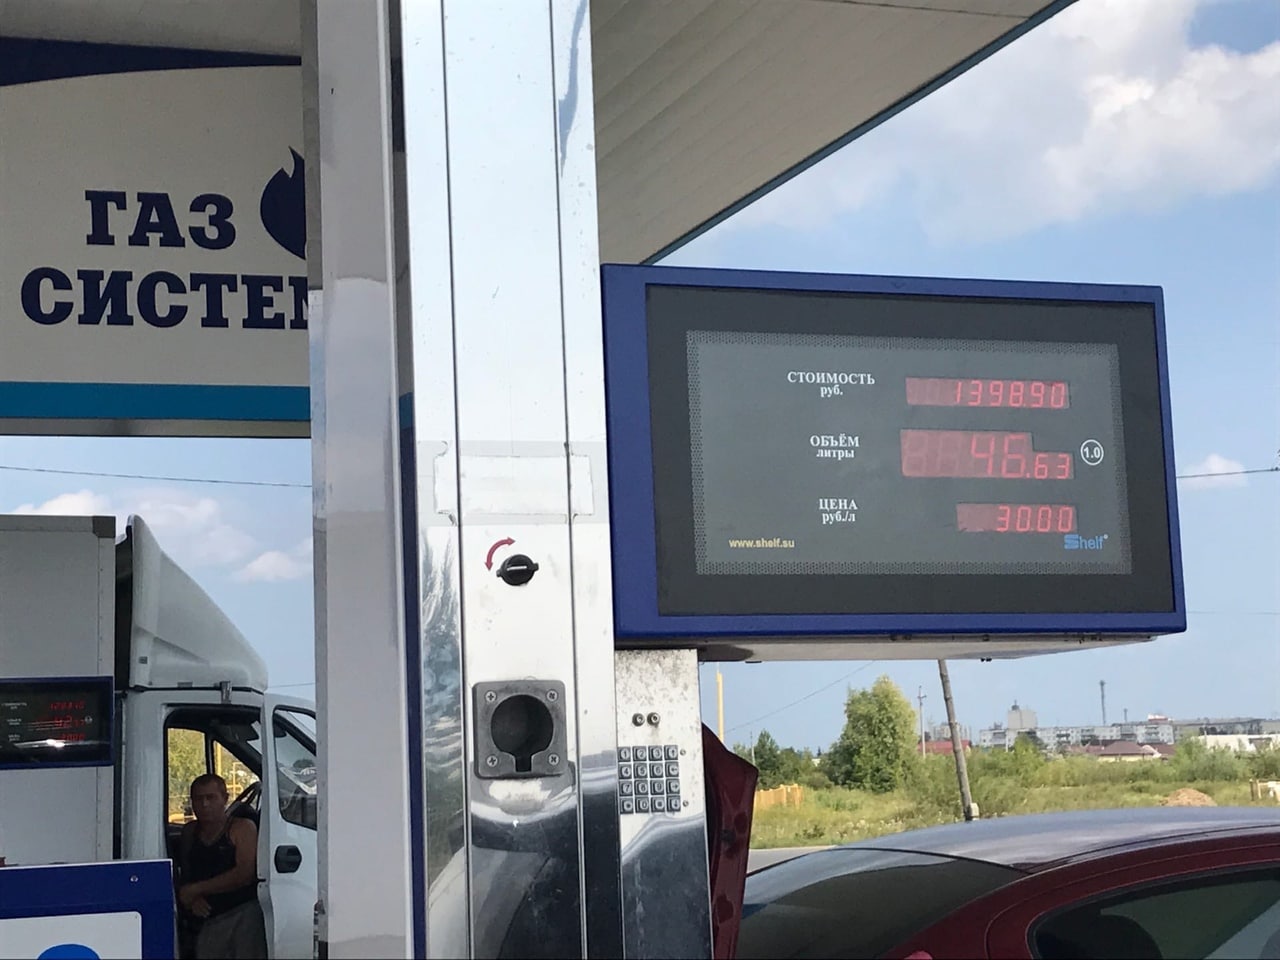 ГАЗ
СИСТЕМ
СТОИМОСТЬ
руб.
1398.90
ОБЪЁМ
литры
46.63
1.0
ЦЕНА
руб./л
30.00
www.shelf.su
Shelf